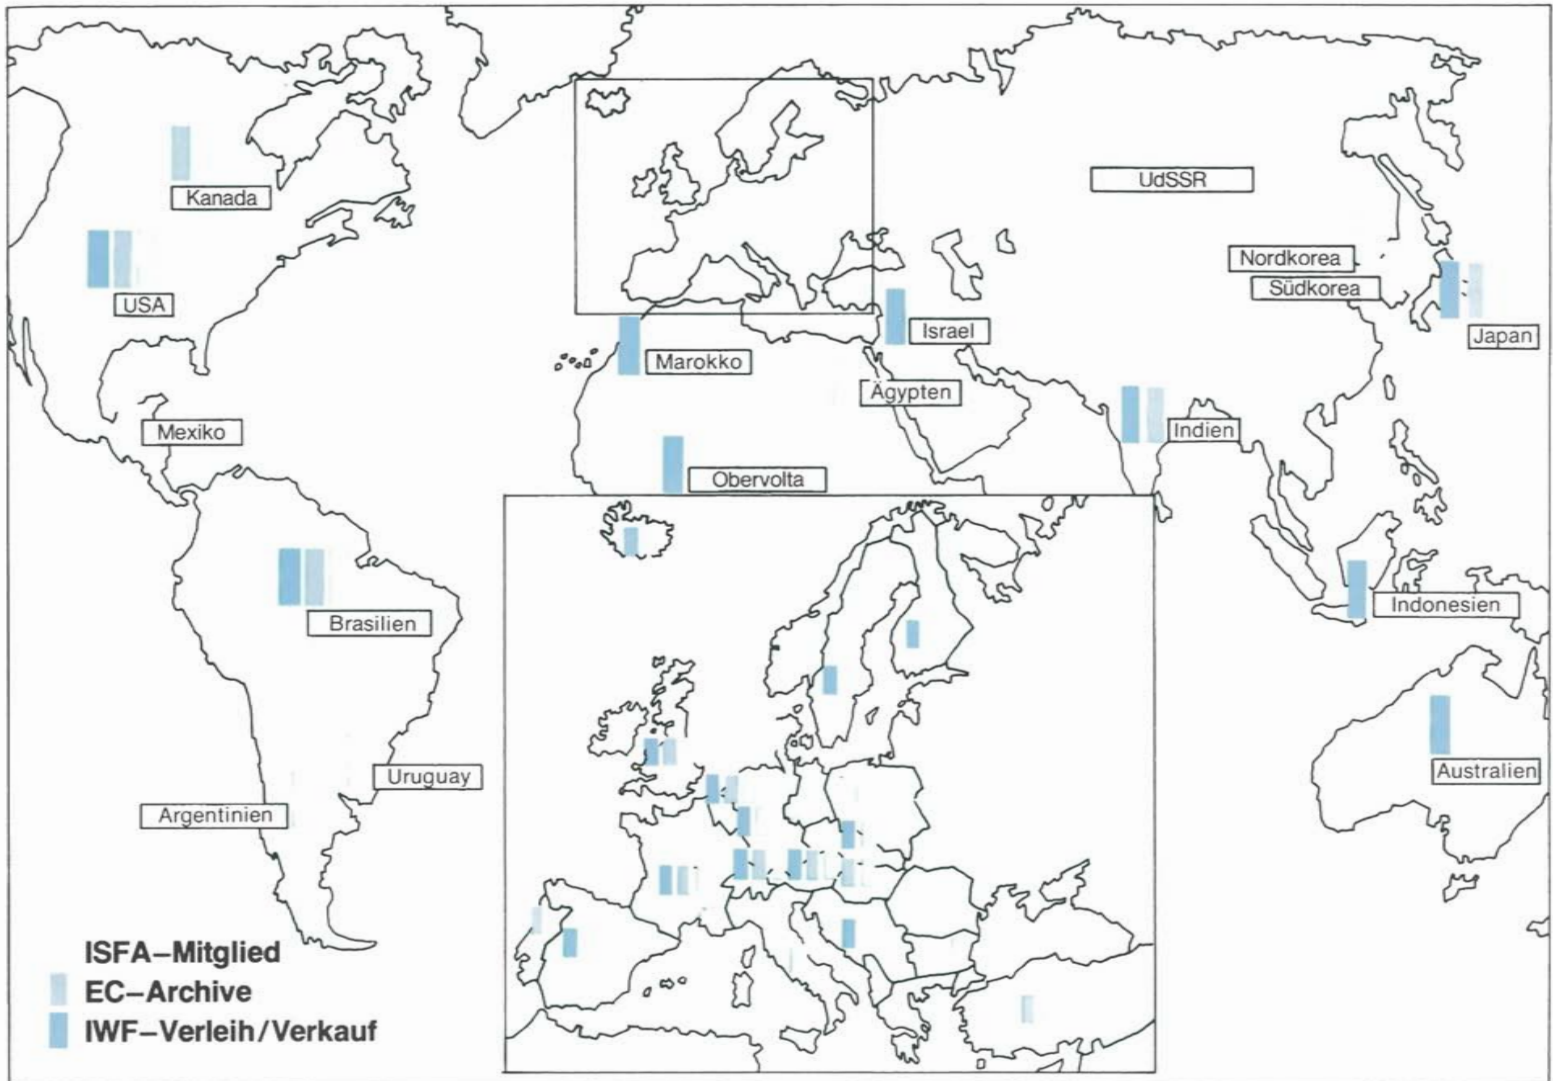 Kanada
UdSSR
Nordkorea
Südkorea
USA
Israel
Japan
Marokko
Ägypten
Mexiko
Indien
Obervolta
Indonesien
Brasilien
Australien
Uruguay
Argentinien
ISFA–Mitglied
EC–Archive
IWF–Verleih/Verkauf